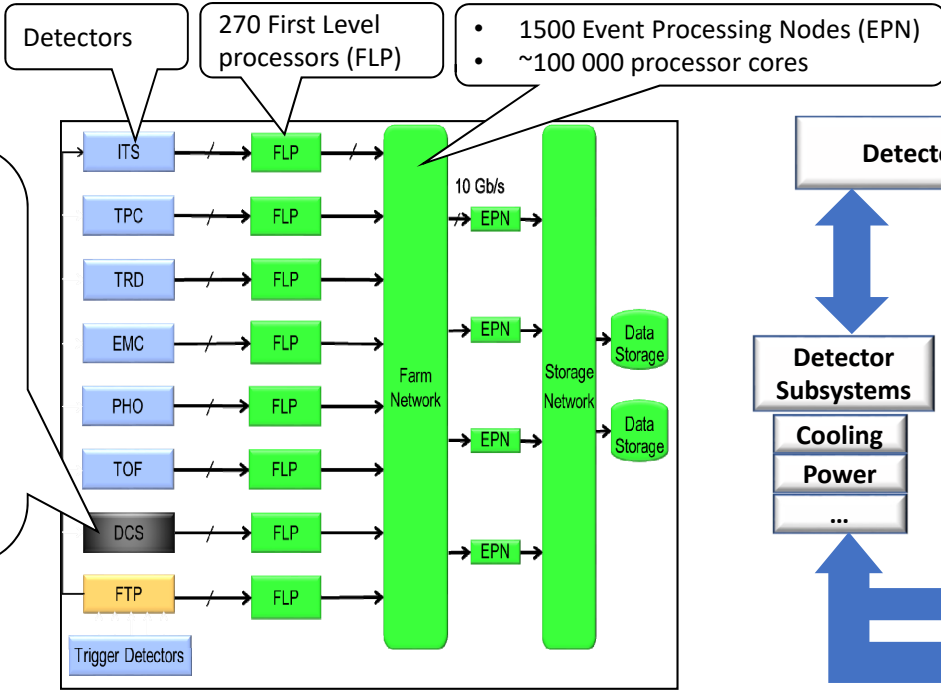 Detectors
270 First Level
processors (FLP)
• 1500 Event Processing Nodes (EPN)
• ~100 000 processor cores
ITS
FLP
TPC
FLP
TRD
FLP
EMC
FLP
PHO
FLP
TOF
FLP
DCS
FLP
FTP
FLP
Trigger Detectors
Farm
Network
10 Gb/s
EPN
EPN
EPN
EPN
Storage
Network
Data
Storage
Data
Storage
Detecto
Detector
Subsystems
Cooling
Power
...